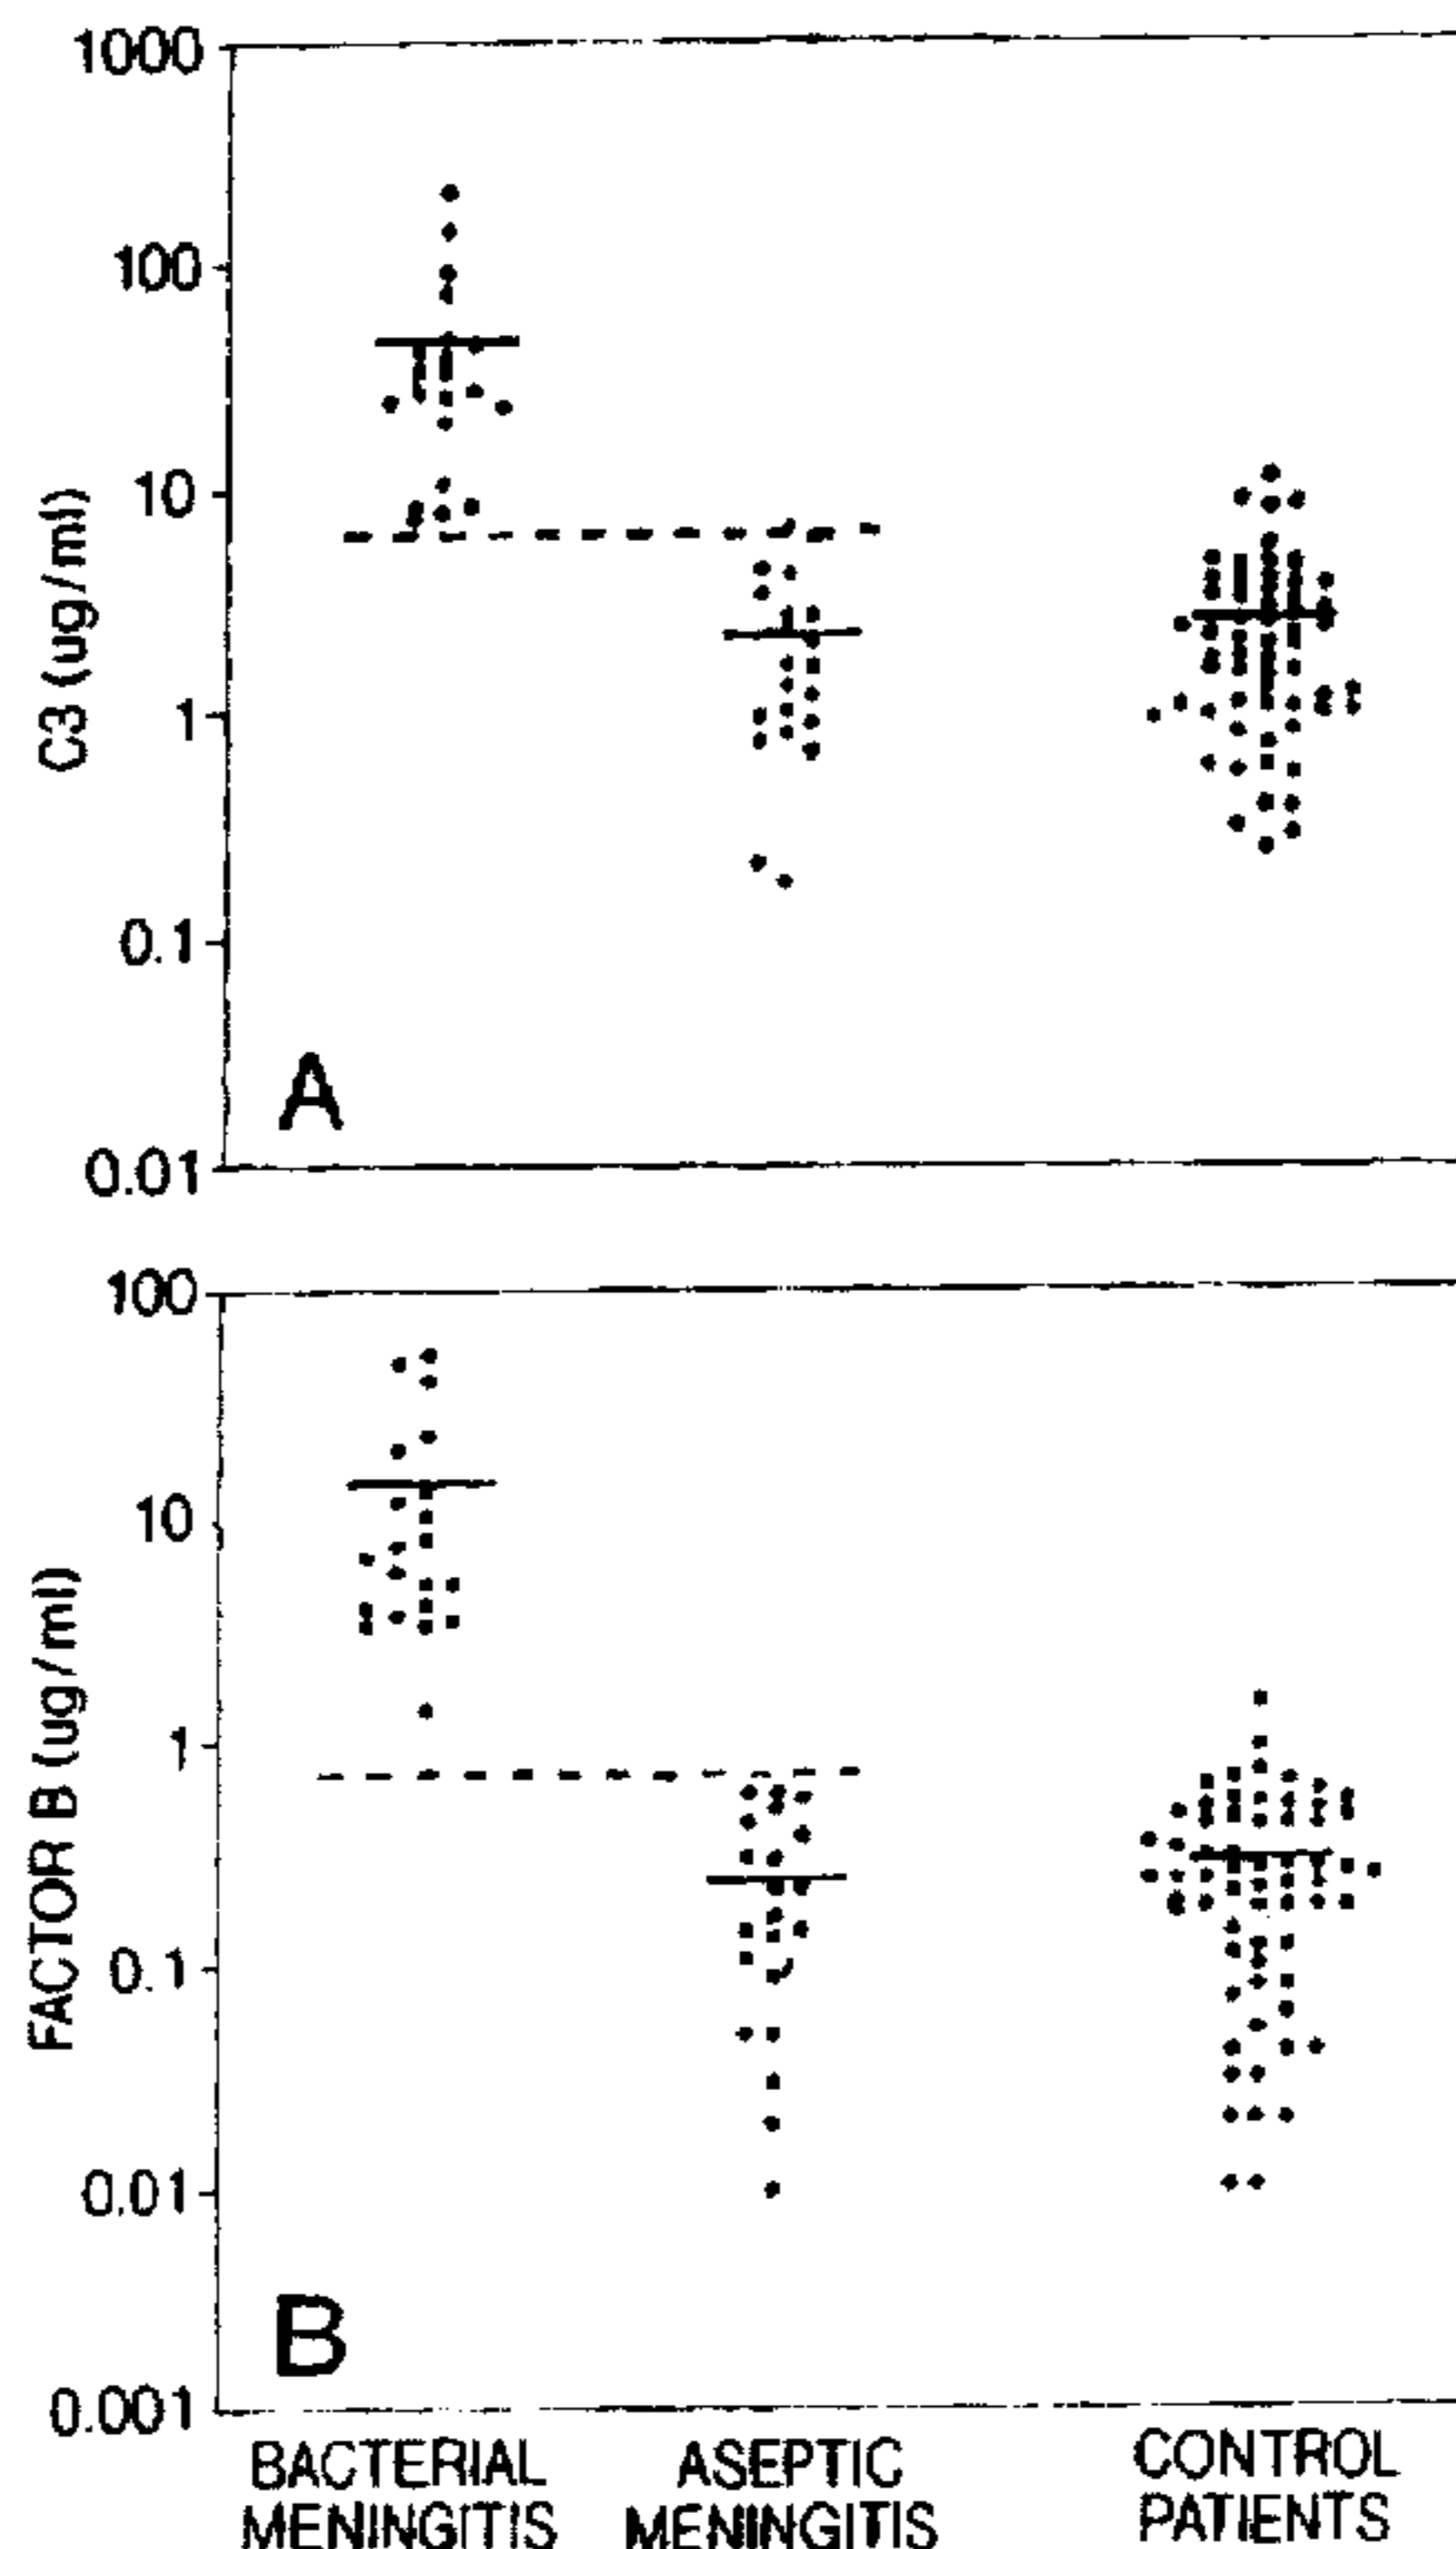 1000
100
10
1
0.1
0.01
C3 (ug/ml)
A
100
10
1
0.1
0.01
0.001
FACTOR B (ug/ml)
B
BACTERIAL
MENINGITIS
ASEPTIC
MENINGITIS
CONTROL
PATIENTS